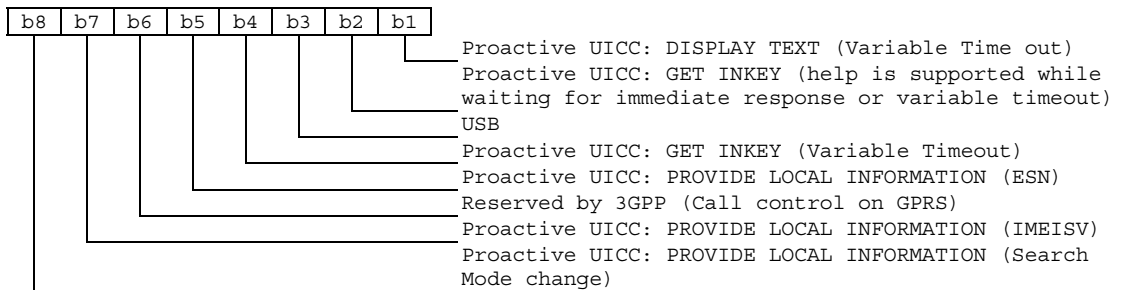 b8 b7 b6 b5 b4 b3 b2 b1
Proactive UICC: DISPLAY TEXT (Variable Time out)
Proactive UICC: GET INKEY (help is supported while
waiting for immediate response or variable timeout)
USB
Proactive UICC: GET INKEY (Variable Timeout)
Proactive UICC: PROVIDE LOCAL INFORMATION (ESN)
Reserved by 3GPP (Call control on GPRS)
Proactive UICC: PROVIDE LOCAL INFORMATION (IMEISV)
Proactive UICC: PROVIDE LOCAL INFORMATION (Search
Mode change)